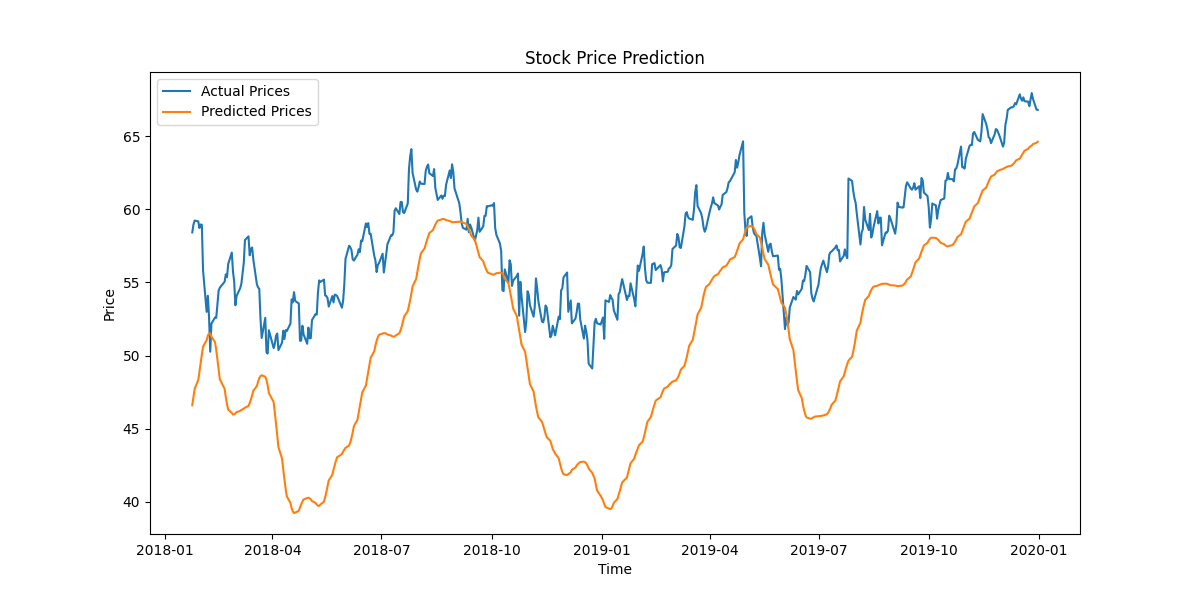 Stock Price Prediction
Actual Prices
Predicted Prices
Price
65
60
55
50
45
40
2018-01 2018-04 2018-07 2018-10 2019-01 2019-04 2019-07 2019-10 2020-01
Time